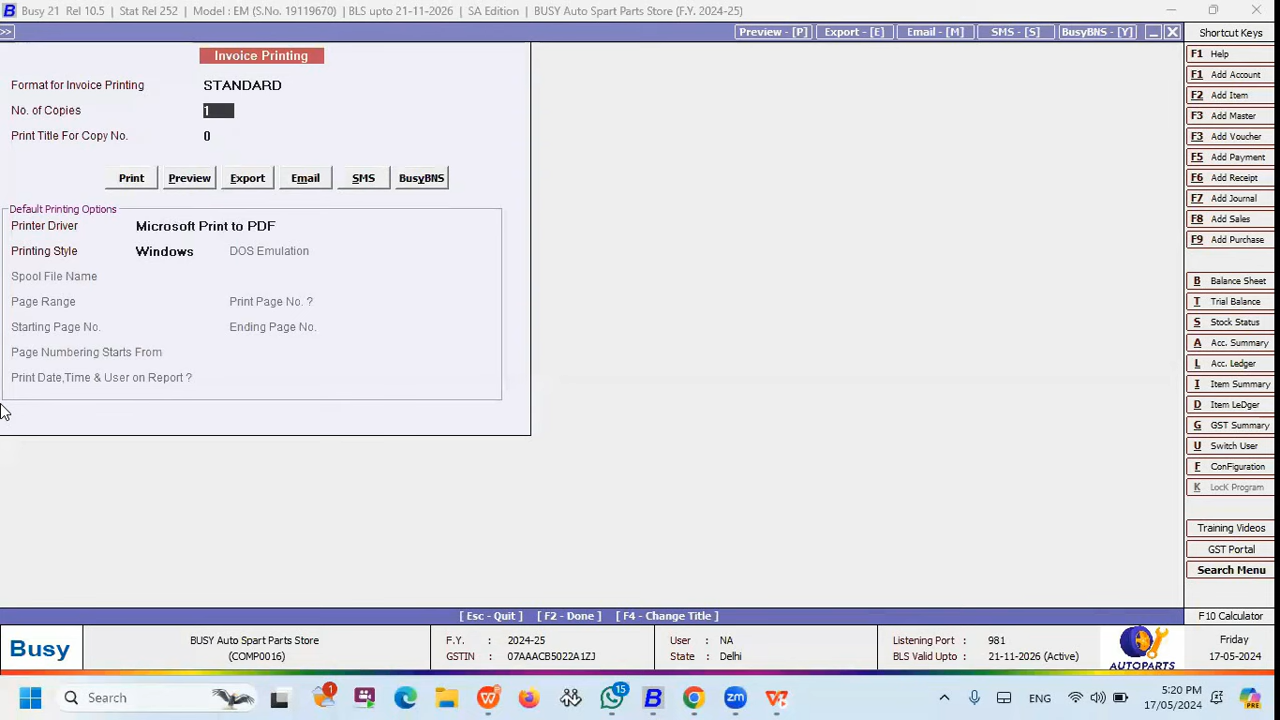 Busy 21 Rel 10.5 | Stat Rel 252 | Model : EM (S.No. 19119670) | BLS upto 21-11-2026 | SA Edition | BUSY Auto Spart Parts Store (F.Y. 2024-25)
>> Preview - [P] Export - [E] Email - [M] SMS - [S] BusyBNS - [Y] Shortcut Keys
Invoice Printing
Format for Invoice Printing STANDARD
No. of Copies 1
Print Title For Copy No. 0
Print Preview Export Email SMS BusyBNS
Default Printing Options
Printer Driver Microsoft Print to PDF
Printing Style Windows DOS Emulation
Spool File Name
Page Range Print Page No. ?
Starting Page No. Ending Page No.
Page Numbering Starts From
Print Date,Time & User on Report ?
F1 Help
F1 Add Account
F2 Add Item
F3 Add Master
F3 Add Voucher
F5 Add Payment
F6 Add Receipt
F7 Add Journal
F8 Add Sales
F9 Add Purchase
B Balance Sheet
T Trial Balance
S Stock Status
A Acc. Summary
L Acc. Ledger
I Item Summary
D Item LeDger
G GST Summary
U Switch User
F ConFiguration
K LocK Program
Training Videos
GST Portal
Search Menu
[ Esc - Quit ] [ F2 - Done ] [ F4 - Change Title ] F10 Calculator
Busy
BUSY Auto Spart Parts Store
(COMP0016)
F.Y. : 2024-25
GSTIN : 07AAACB5022A1ZJ
User : NA
State : Delhi
Listening Port : 981
BLS Valid Upto : 21-11-2026 (Active)
AUTOPARTS
Friday
17-05-2024
Search 1 15 ENG 5:20 PM
17/05/2024
PRE